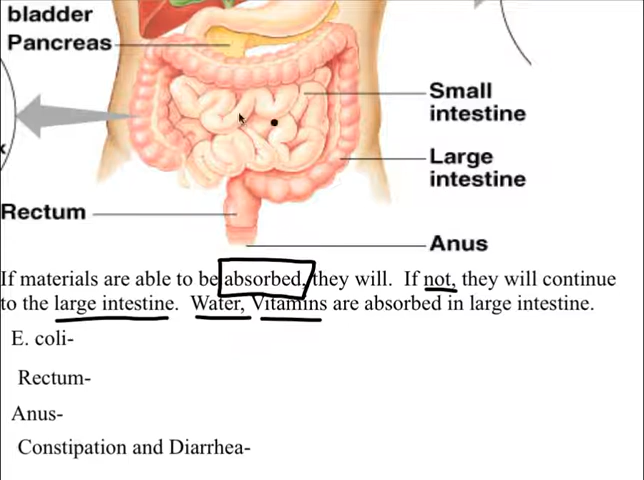 bladder
Pancreas
Small
intestine
Large
intestine
Rectum
Anus
If materials are able to be absorbed, they will. If not, they will continue
to the large intestine. Water, Vitamins are absorbed in large intestine.
E. coli-
Rectum-
Anus-
Constipation and Diarrhea-